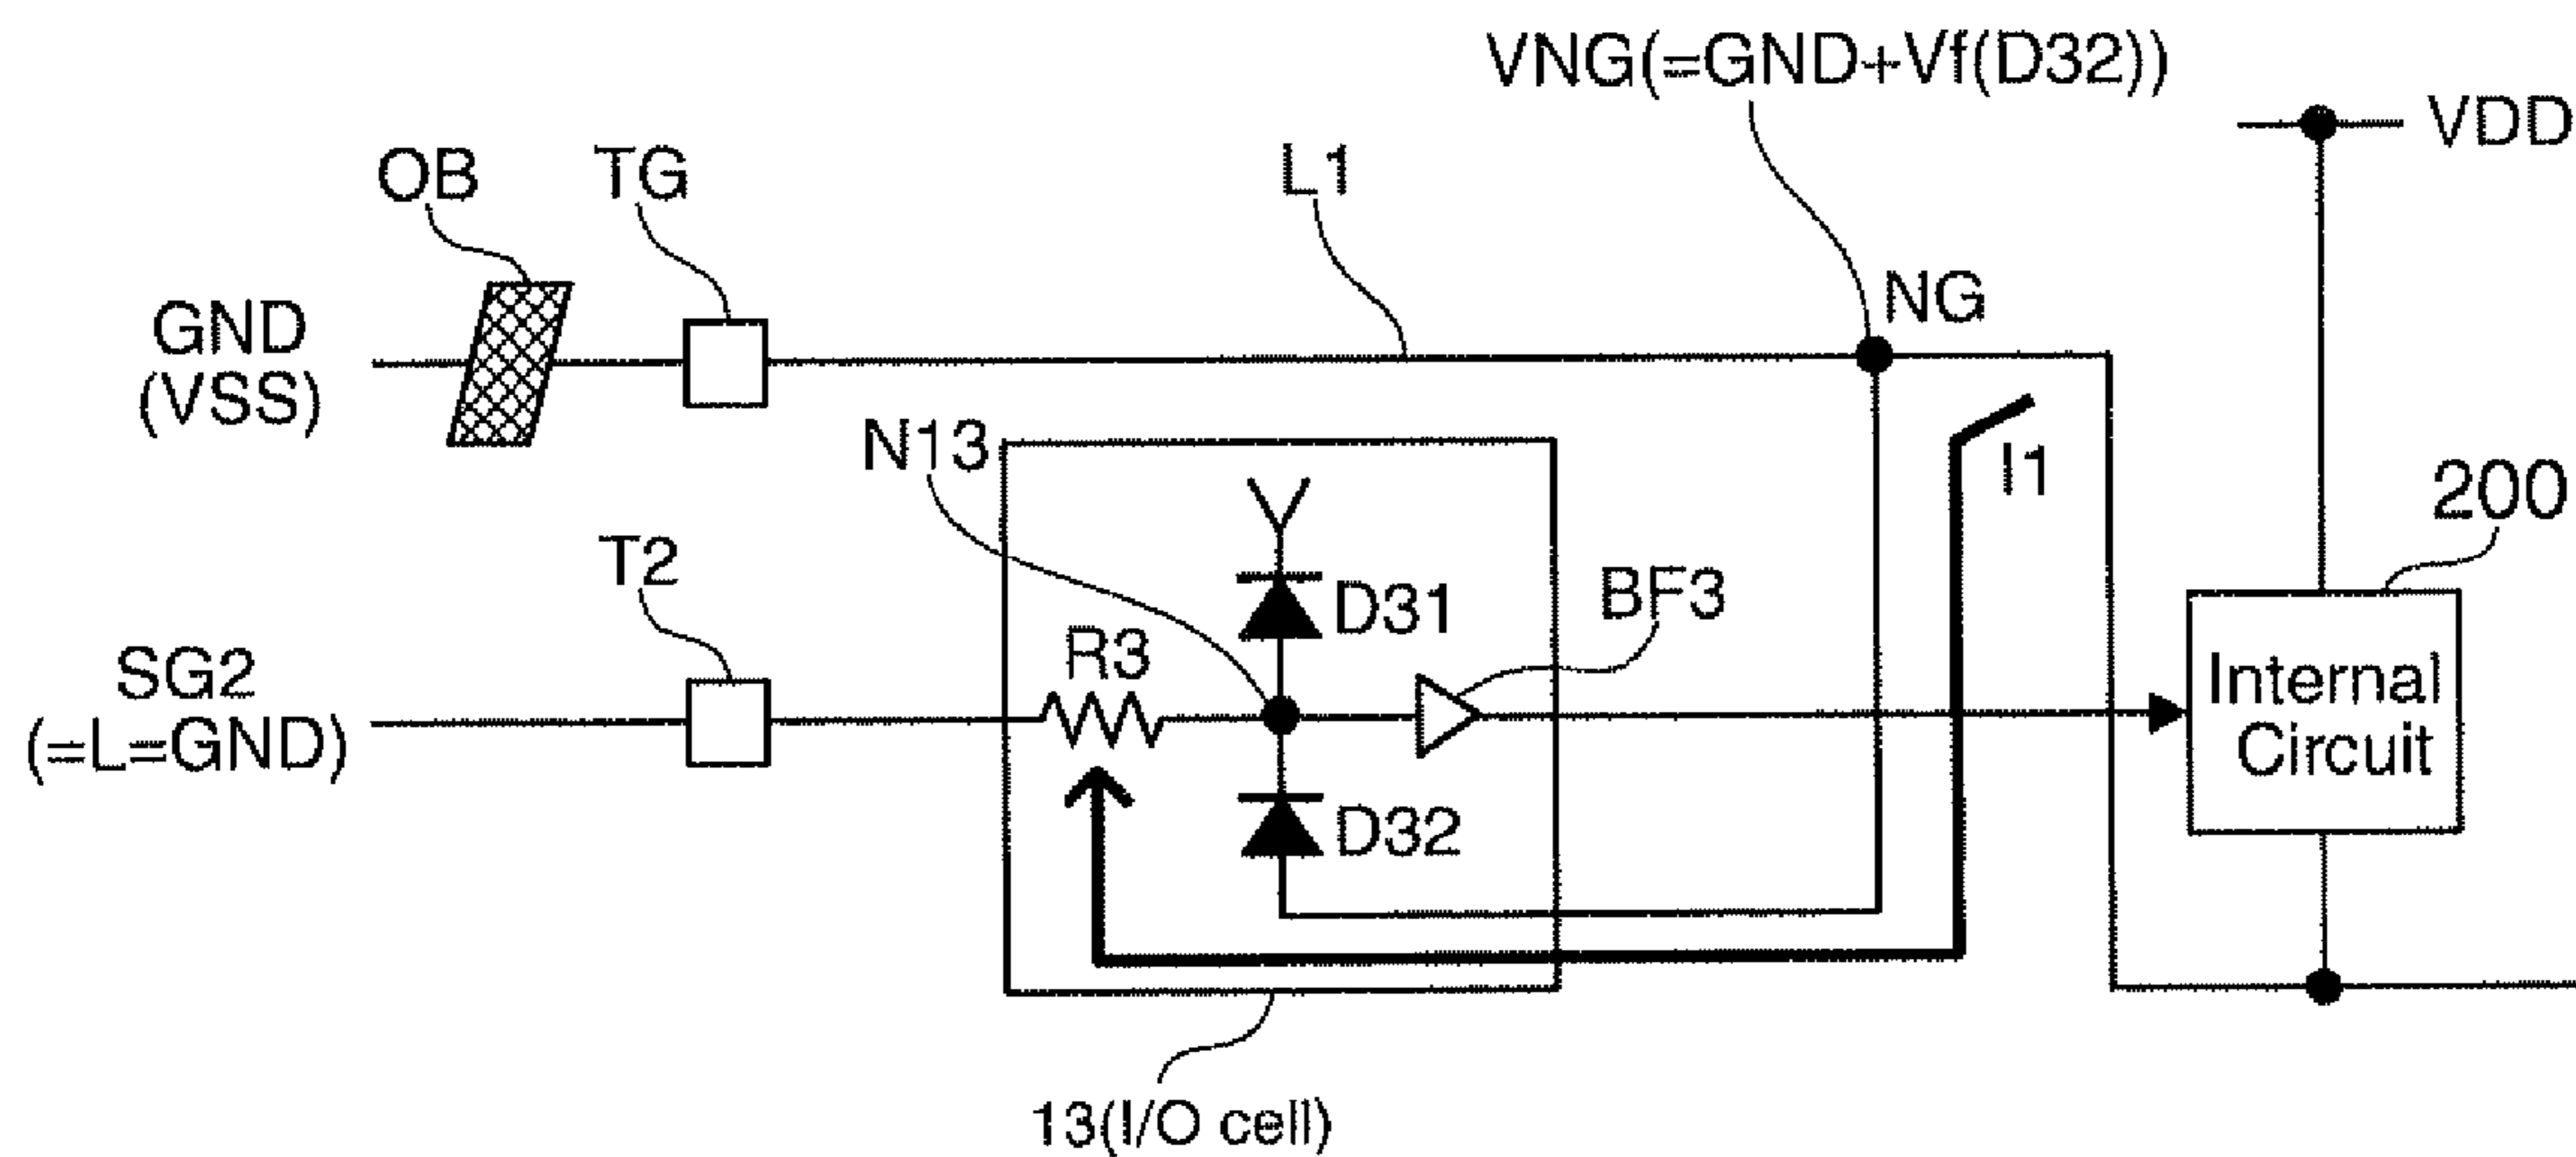 VNG(=GND+Vf(D32))
VDD
OB
TG
L1
NG
GND
(VSS)
N13
I1
200
T2
D31
BF3
R3
SG2
(=L=GND)
Internal
Circuit
D32
13(I/O cell)